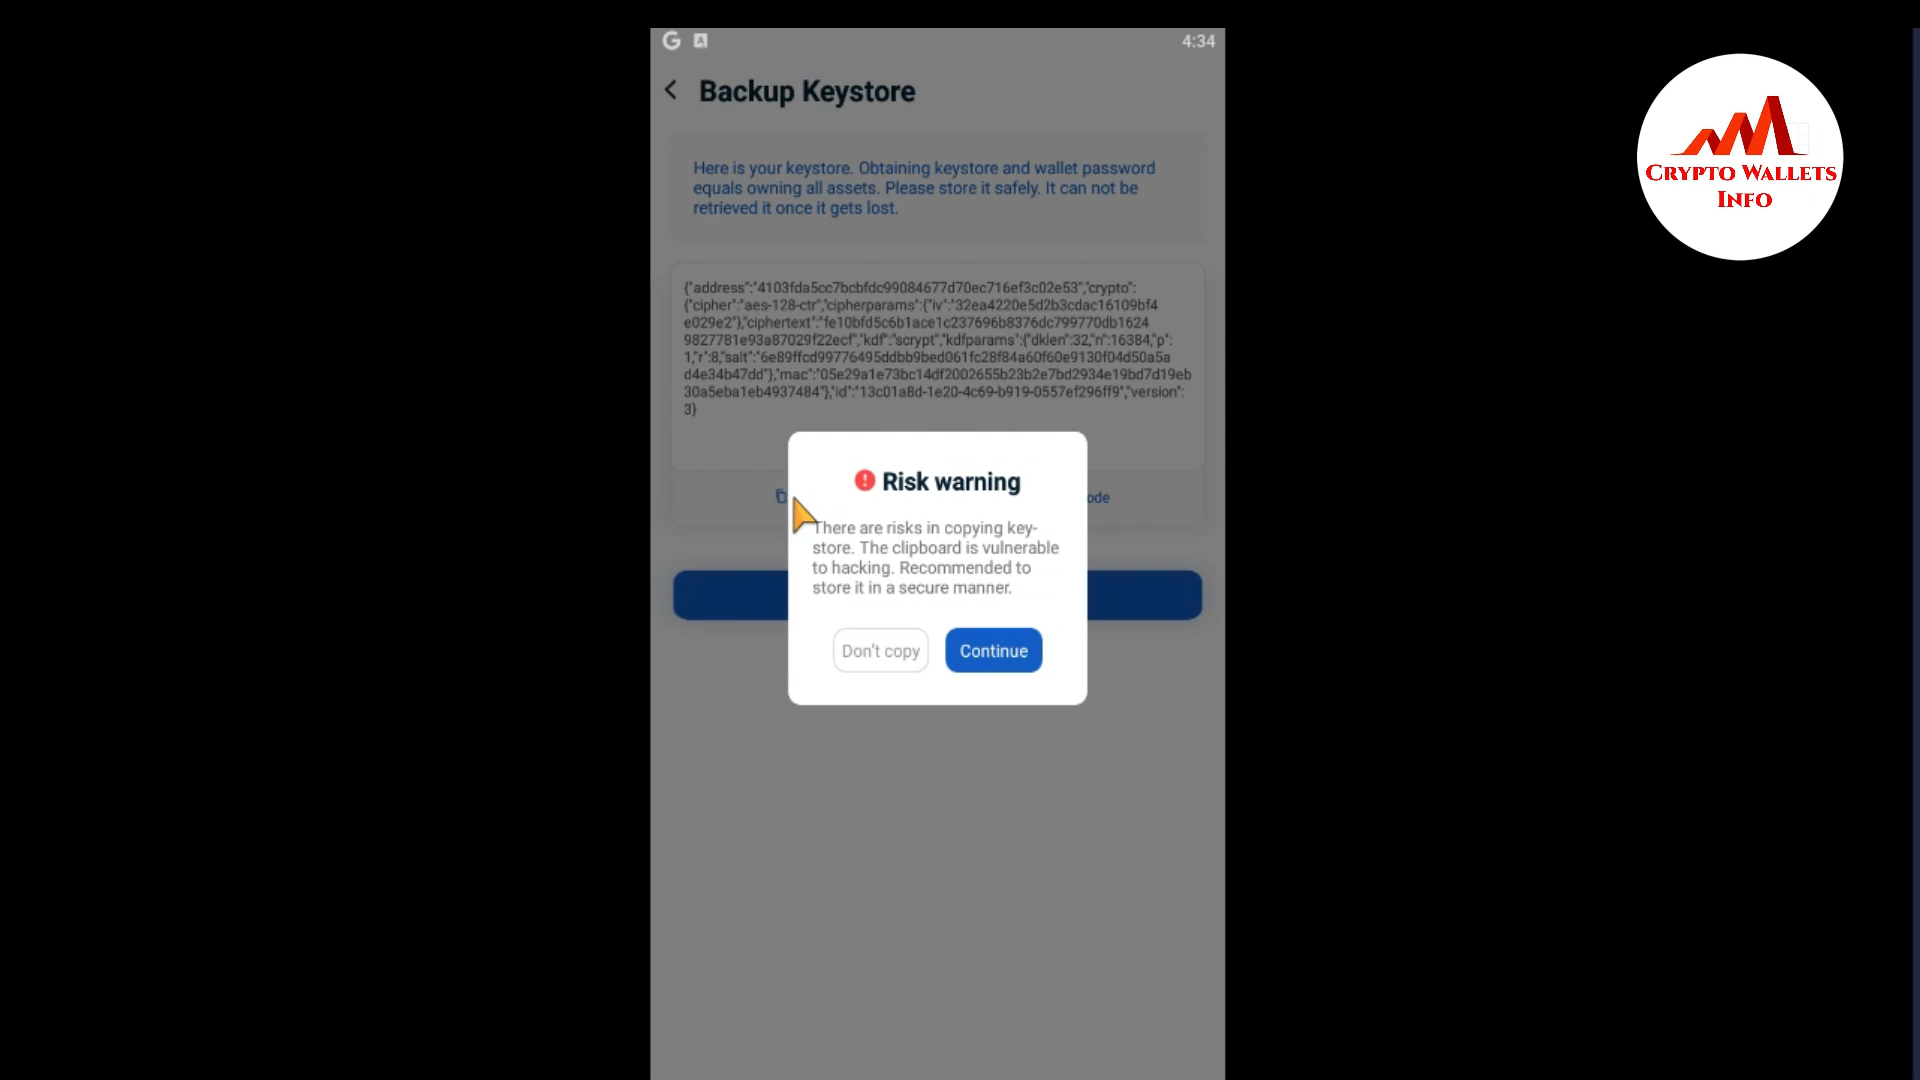 4:34
Backup Keystore
Here is your keystore. Obtaining keystore and wallet password
equals owning all assets. Please store it safely. It can not be
retrieved it once it gets lost.
{"address":"4103fda5cc7bcbfdc99084677d70ec716ef3c02e53","crypto":
{"cipher":"aes-128-ctr","cipherparams":{"iv":"32ea4220e5d2b3cdac16109bf4
e029e2"},"ciphertext":"fe10bfd5c6b1ace1c237696b8376dc799770db1624
9827781e93a87029f22ecf","kdf":"scrypt","kdfparams":{"dklen":32,"n":16384,"p":
1,"r":8,"salt":"6e89ffcd99776495ddbb9bed061fc28f84a60f60e9130f04d50a5a
d4e34b47dd"},"mac":"05e29a1e73bc14df2002655b23b2e7bd2934e19bd7d19eb
30a5eba1eb4937484"},"id":"13c01a8d-1e20-4c69-b919-0557ef296ff9","version":
3}
Risk warning
ode
There are risks in copying key-
store. The clipboard is vulnerable
to hacking. Recommended to
store it in a secure manner.
Don't copy
Continue
Crypto Wallets
Info